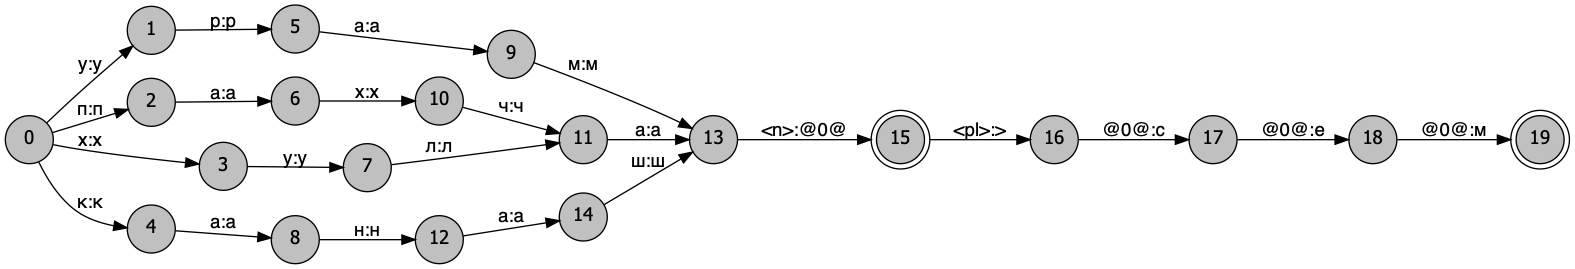 1
р:р
5
а:а
9
у:у
м:м
п:п
2
а:а
6
х:х
10
ч:ч
0
х:х
3
у:у
7
л:л
11
а:а
13
<n>:@0@
15
<pl>:>
16
@0@:с
17
@0@:е
18
@0@:м
19
к:к
4
а:а
8
н:н
12
а:а
14
ш:ш